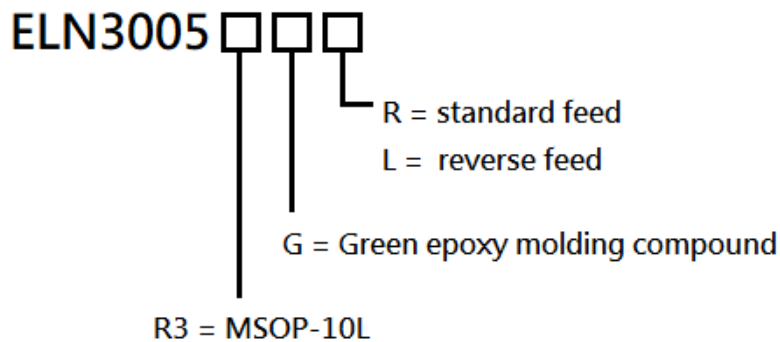 ELN3005
R = standard feed
L = reverse feed
G = Green epoxy molding compound
R3 = MSOP-10L